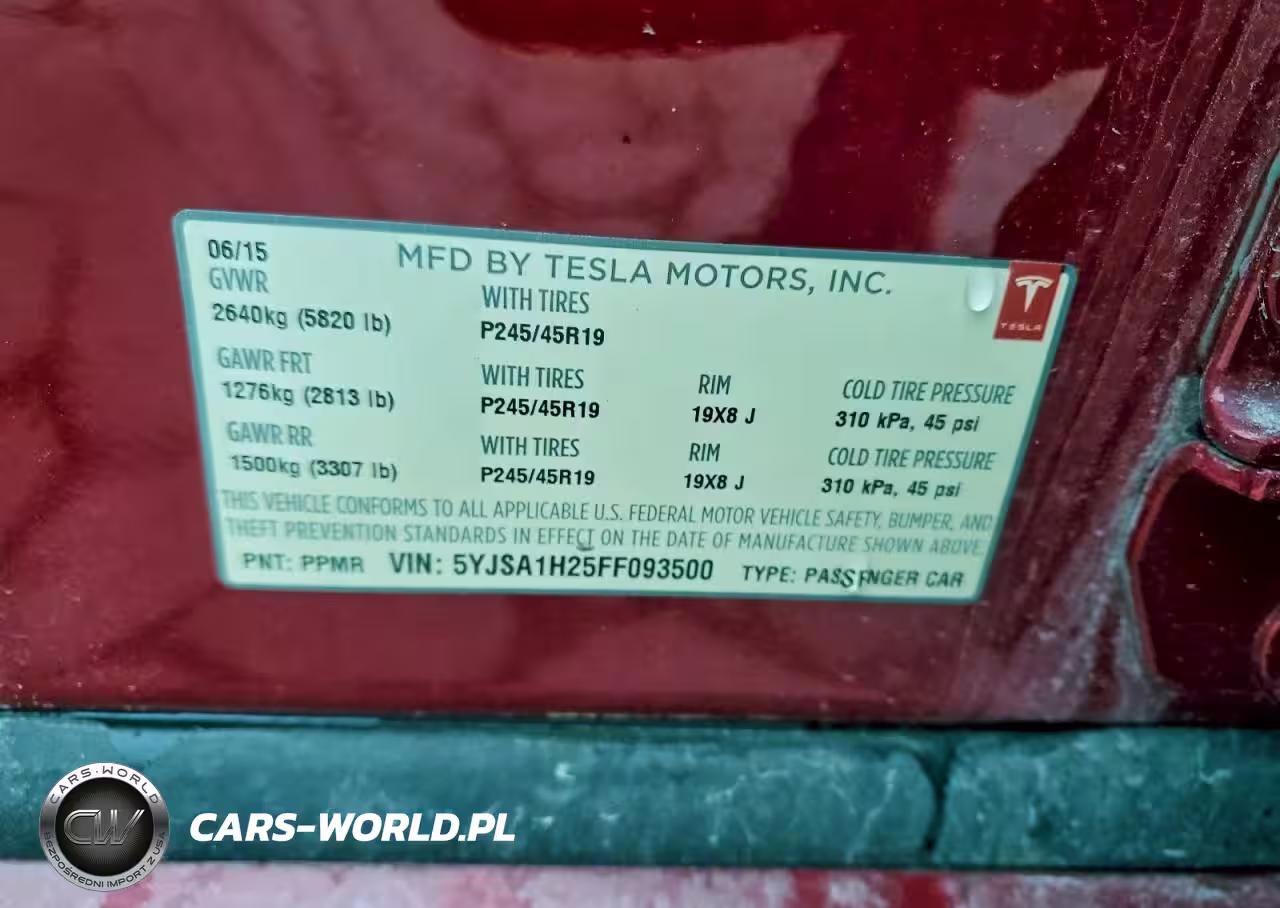 06/15 MFD BY TESLA MOTORS, INC.
GVWR WITH TIRES
2640kg (5820 lb) P245/45R19
TESLA
GAWR FRT WITH TIRES RIM COLD TIRE PRESSURE
1276kg (2813 lb) P245/45R19 19X8 J 310 kPa, 45 psi
GAWR RR WITH TIRES RIM COLD TIRE PRESSURE
1500kg (3307 lb) P245/45R19 19X8 J 310 kPa, 45 psi
THIS VEHICLE CONFORMS TO ALL APPLICABLE U.S. FEDERAL MOTOR VEHICLE SAFETY, BUMPER, AND
THEFT PREVENTION STANDARDS IN EFFECT ON THE DATE OF MANUFACTURE SHOWN ABOVE.
PNT: PPMR VIN: 5YJSA1H25FF093500 TYPE: PASSENGER CAR
CARS-WORLD
CW
BEZPOŚREDNI IMPORT Z USA
CARS-WORLD.PL